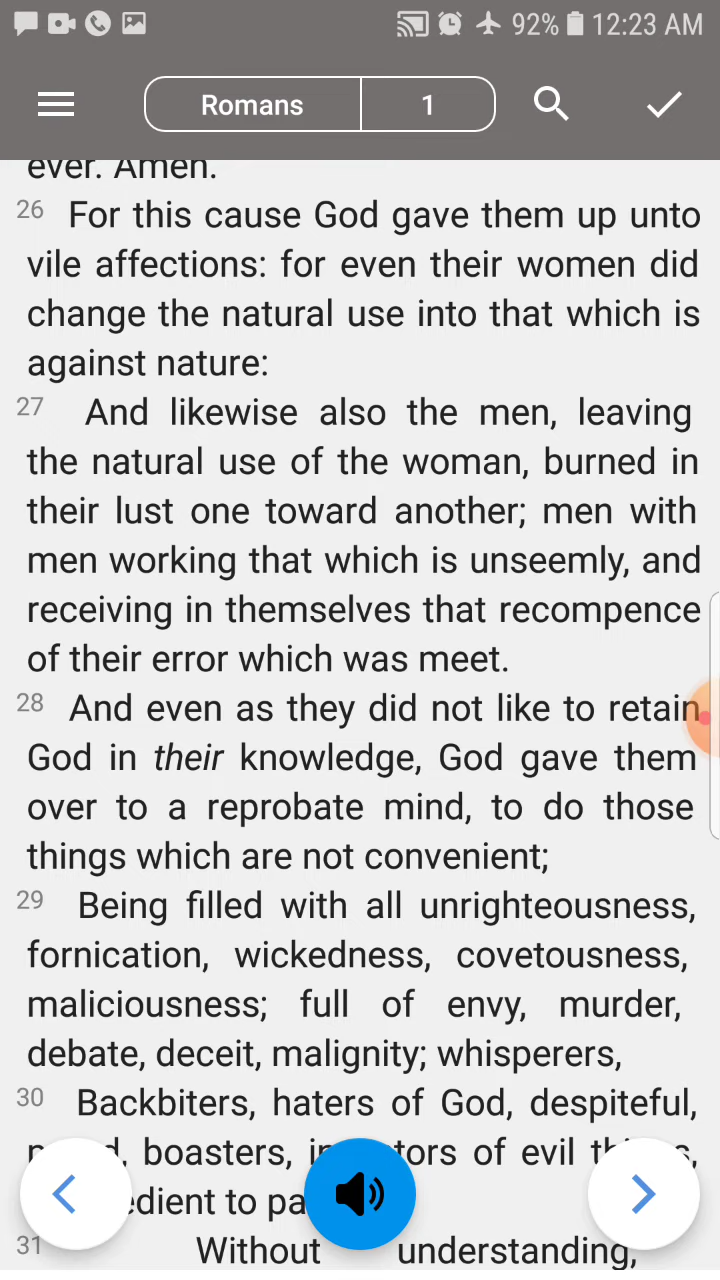 92% 12:23 AM
Romans 1
ever. Amen.
26 For this cause God gave them up unto
vile affections: for even their women did
change the natural use into that which is
against nature:
27 And likewise also the men, leaving
the natural use of the woman, burned in
their lust one toward another; men with
men working that which is unseemly, and
receiving in themselves that recompence
of their error which was meet.
28 And even as they did not like to retain
God in their knowledge, God gave them
over to a reprobate mind, to do those
things which are not convenient;
29 Being filled with all unrighteousness,
fornication, wickedness, covetousness,
maliciousness; full of envy, murder,
debate, deceit, malignity; whisperers,
30 Backbiters, haters of God, despiteful,
boasters, of evil
to
31 Without understanding,